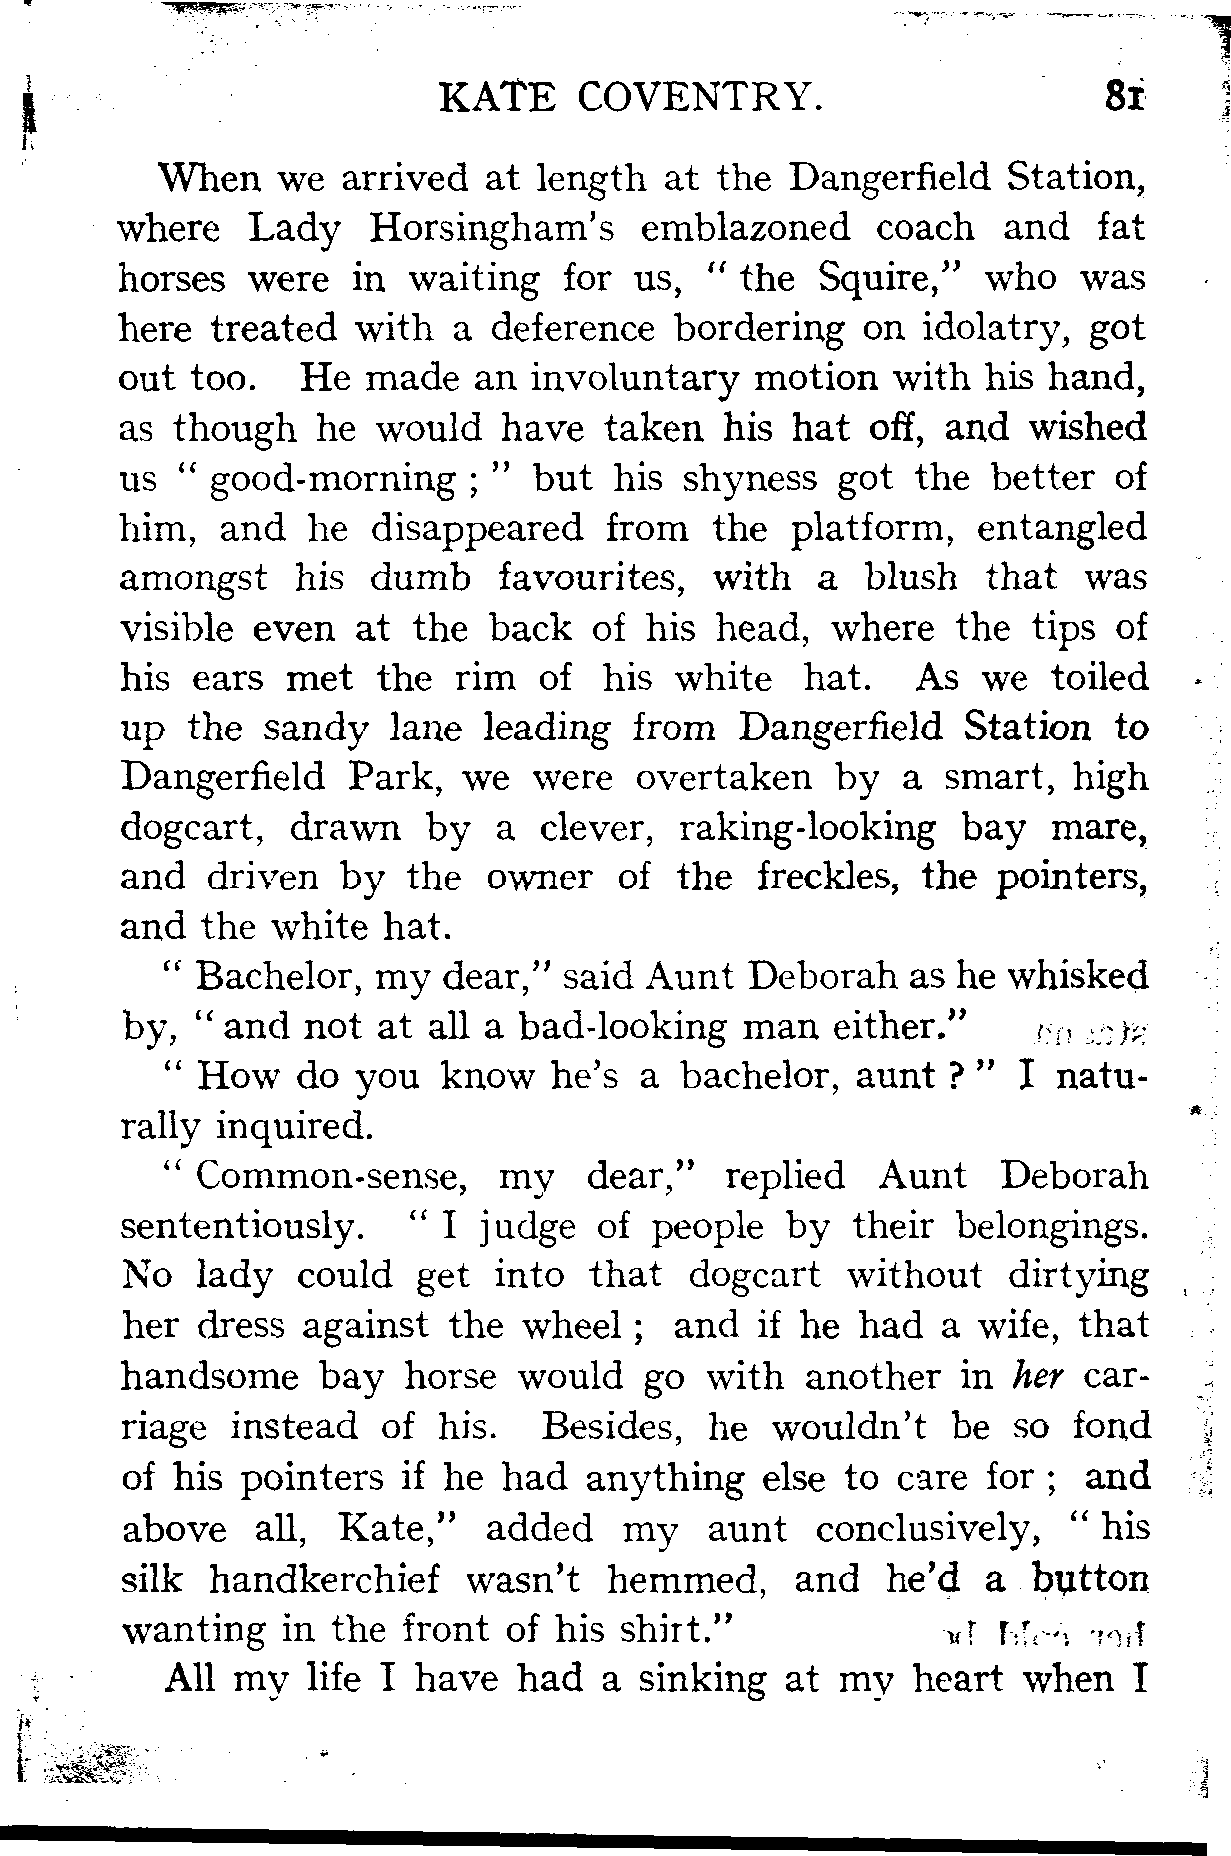 KATE COVENTRY. 81
When we arrived at length at the Dangerfield Station,
where Lady Horsingham's emblazoned coach and fat
horses were in waiting for us, " the Squire," who was
here treated with a deference bordering on idolatry, got
out too. He made an involuntary motion with his hand,
as though he would have taken his hat off, and wished
us " good-morning ; " but his shyness got the better of
him, and he disappeared from the platform, entangled
amongst his dumb favourites, with a blush that was
visible even at the back of his head, where the tips of
his ears met the rim of his white hat. As we toiled
up the sandy lane leading from Dangerfield Station to
Dangerfield Park, we were overtaken by a smart, high
dogcart, drawn by a clever, raking-looking bay mare,
and driven by the owner of the freckles, the pointers,
and the white hat.
" Bachelor, my dear," said Aunt Deborah as he whisked
by, " and not at all a bad-looking man either."
" How do you know he's a bachelor, aunt ? " I natu-
rally inquired.
" Common-sense, my dear," replied Aunt Deborah
sententiously. " I judge of people by their belongings.
No lady could get into that dogcart without dirtying
her dress against the wheel ; and if he had a wife, that
handsome bay horse would go with another in her car-
riage instead of his. Besides, he wouldn't be so fond
of his pointers if he had anything else to care for ; and
above all, Kate," added my aunt conclusively, " his
silk handkerchief wasn't hemmed, and he'd a button
wanting in the front of his shirt."
All my life I have had a sinking at my heart when I